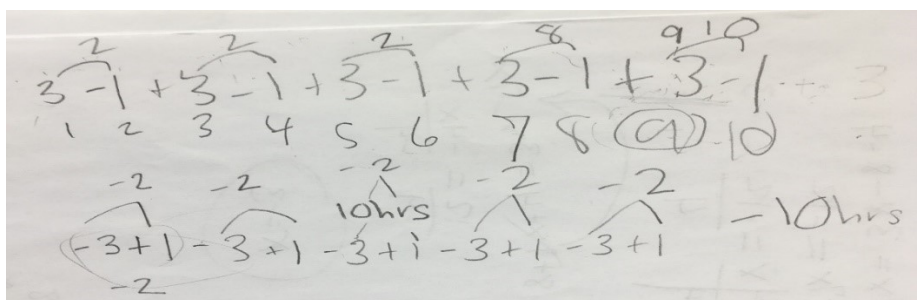 2 2 2 8 9 10
3-1 + 3-1 + 3-1 + 3-1 + 3-1
1 2 3 4 5 6 7 8 9 10
-2 -2 -2 -2 -2
10hrs
-3+1 -3+1 -3+1 -3+1 -3+1 -10hrs
-2